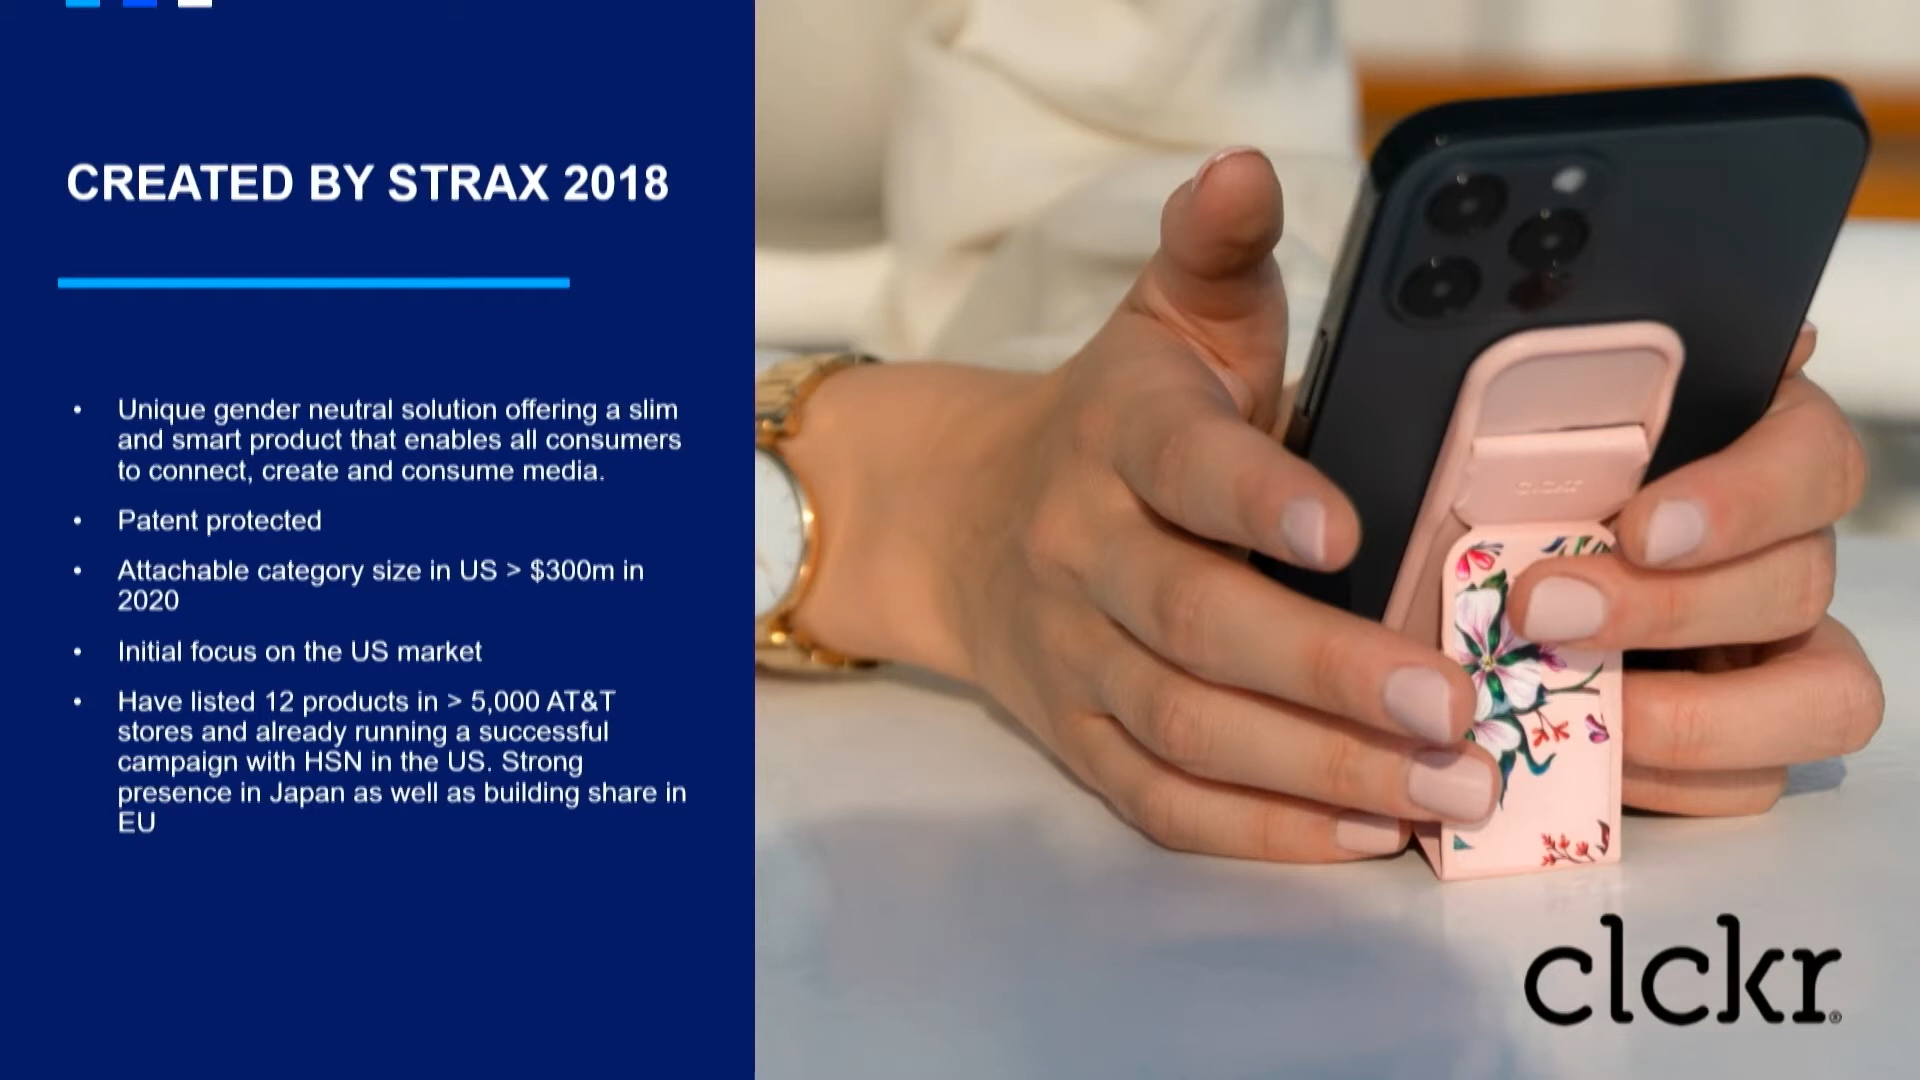 CREATED BY STRAX 2018
• Unique gender neutral solution offering a slim
and smart product that enables all consumers
to connect, create and consume media.
• Patent protected
• Attachable category size in US > $300m in
2020
• Initial focus on the US market
• Have listed 12 products in > 5,000 AT&T
stores and already running a successful
campaign with HSN in the US. Strong
presence in Japan as well as building share in
EU
clckr
clckr®